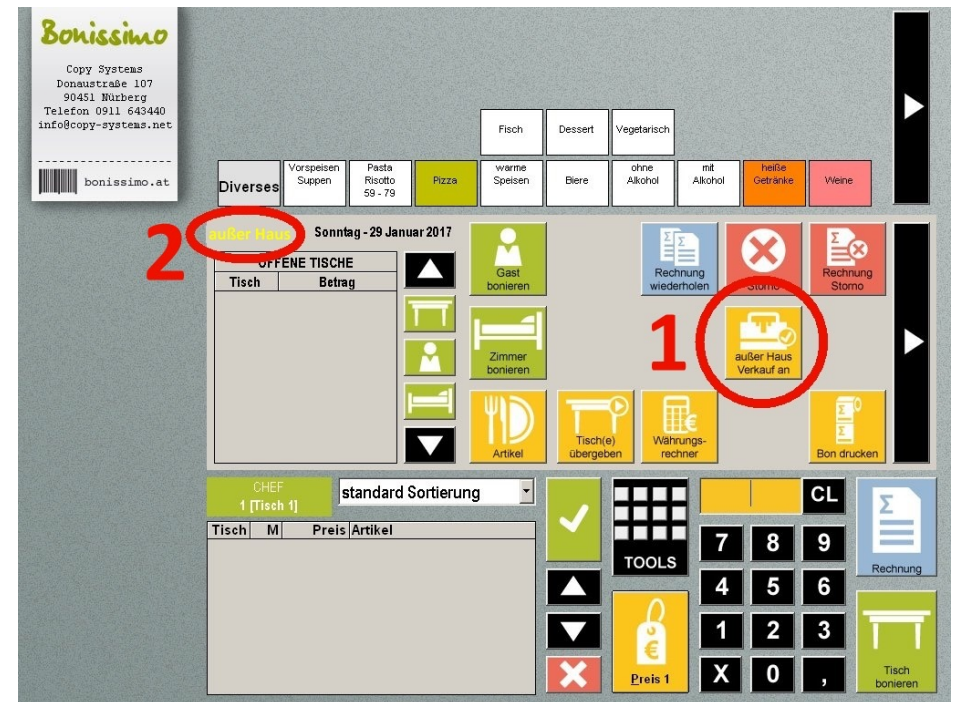 Bonissimo
Copy Systems
Donaustraße 107
90451 Nürberg
Telefon 0911 643440
info@copy-systems.net
bonissimo.at
Fisch
Dessert
Vegetarisch
Diverses
Vorspeisen
Suppen
Pasta
Risotto
59 - 79
Pizza
warme
Speisen
Biere
ohne
Alkohol
mit
Alkohol
heiße
Getränke
Weine
2
außer Haus
Sonntag - 29 Januar 2017
OFFENE TISCHE
Tisch Betrag
Gast
bonieren
Rechnung
wiederholen
Storno
Rechnung
Storno
Zimmer
bonieren
1
außer Haus
Verkauf an
Artikel
Tisch(e)
übergeben
Währungs-
rechner
Bon drucken
CHEF
1 [Tisch 1]
standard Sortierung
Tisch M Preis Artikel
TOOLS
CL
7 8 9
4 5 6
1 2 3
X 0 ,
Preis 1
Rechnung
Tisch
bonieren